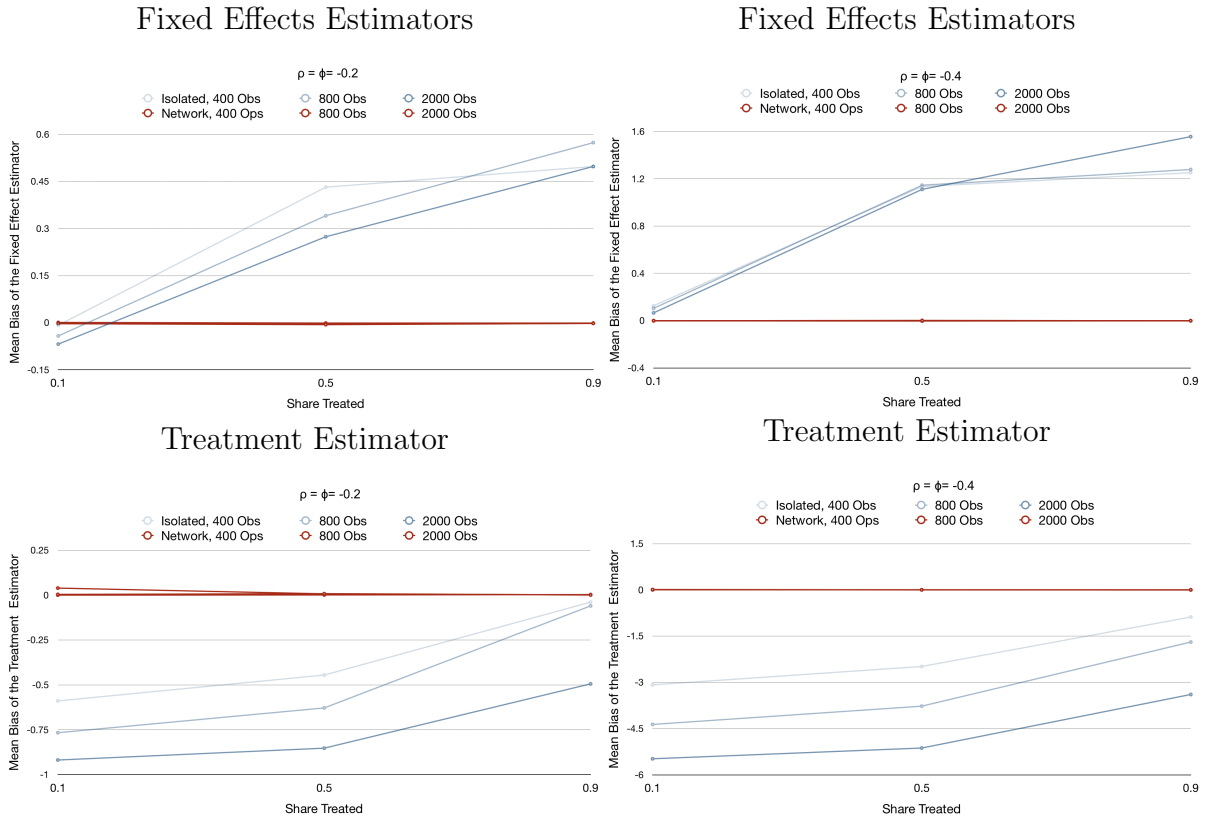 Fixed Effects Estimators
ρ = ϕ= -0.2
Isolated, 400 Obs 800 Obs 2000 Obs
Network, 400 Ops 800 Obs 2000 Obs
Mean Bias of the Fixed Effect Estimator
0.6
0.45
0.3
0.15
0
-0.15
0.1 0.5 0.9
Share Treated
Fixed Effects Estimators
ρ = ϕ= -0.4
Isolated, 400 Obs 800 Obs 2000 Obs
Network, 400 Ops 800 Obs 2000 Obs
Mean Bias of the Fixed Effect Estimator
1.6
1.2
0.8
0.4
0
-0.4
0.1 0.5 0.9
Share Treated
Treatment Estimator
ρ = ϕ= -0.2
Isolated, 400 Obs 800 Obs 2000 Obs
Network, 400 Ops 800 Obs 2000 Obs
Mean Bias of the Treatment Estimator
0.25
0
-0.25
-0.5
-0.75
-1
0.1 0.5 0.9
Share Treated
Treatment Estimator
ρ = ϕ= -0.4
Isolated, 400 Obs 800 Obs 2000 Obs
Network, 400 Ops 800 Obs 2000 Obs
Mean Bias of the Treatment Estimator
1.5
0
-1.5
-3
-4.5
-6
0.1 0.5 0.9
Share Treated